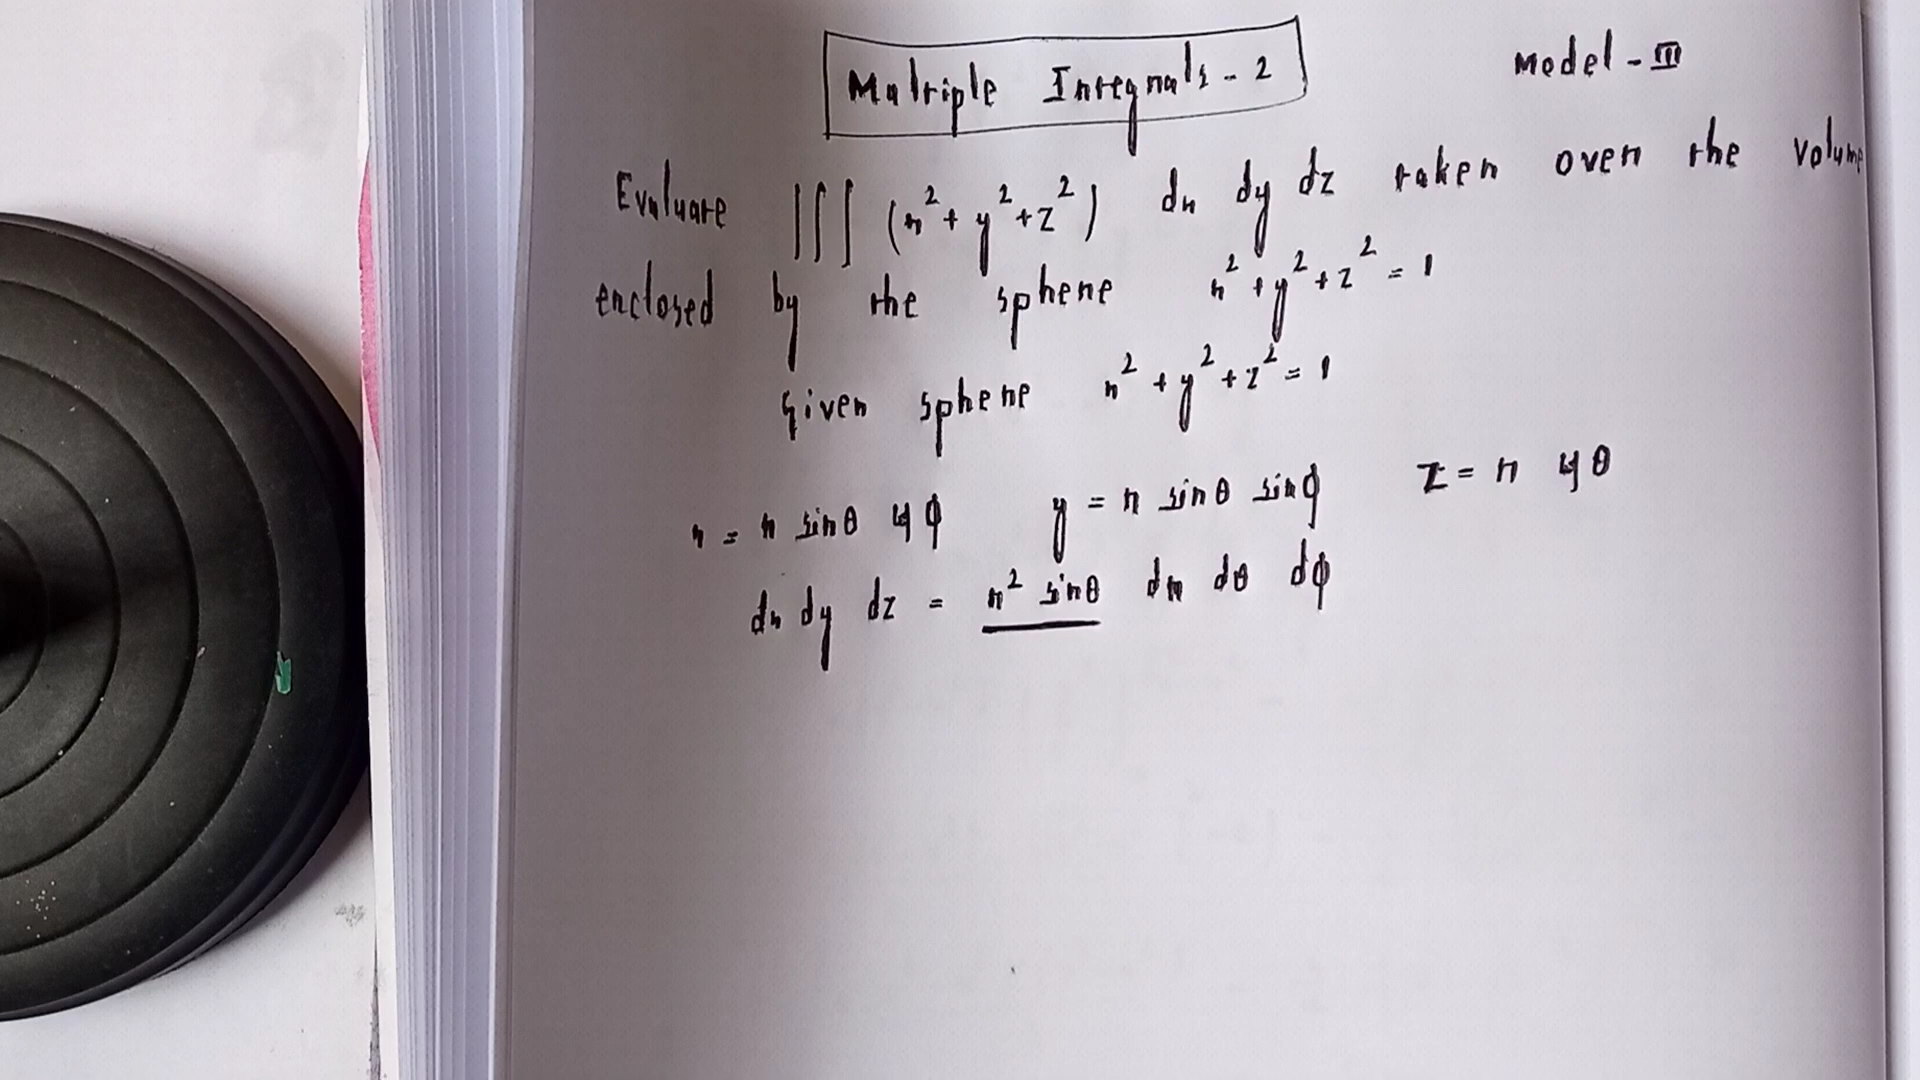 Multiple Integrals - 2
Model - III
Evaluate ∫∫∫ (x² + y² + z²) dx dy dz taken over the volume
enclosed by the sphere x² + y² + z² = 1
Given sphere x² + y² + z² = 1
x = r sinθ cosφ y = r sinθ sinφ z = r cosθ
dx dy dz = r² sinθ dr dθ dφ